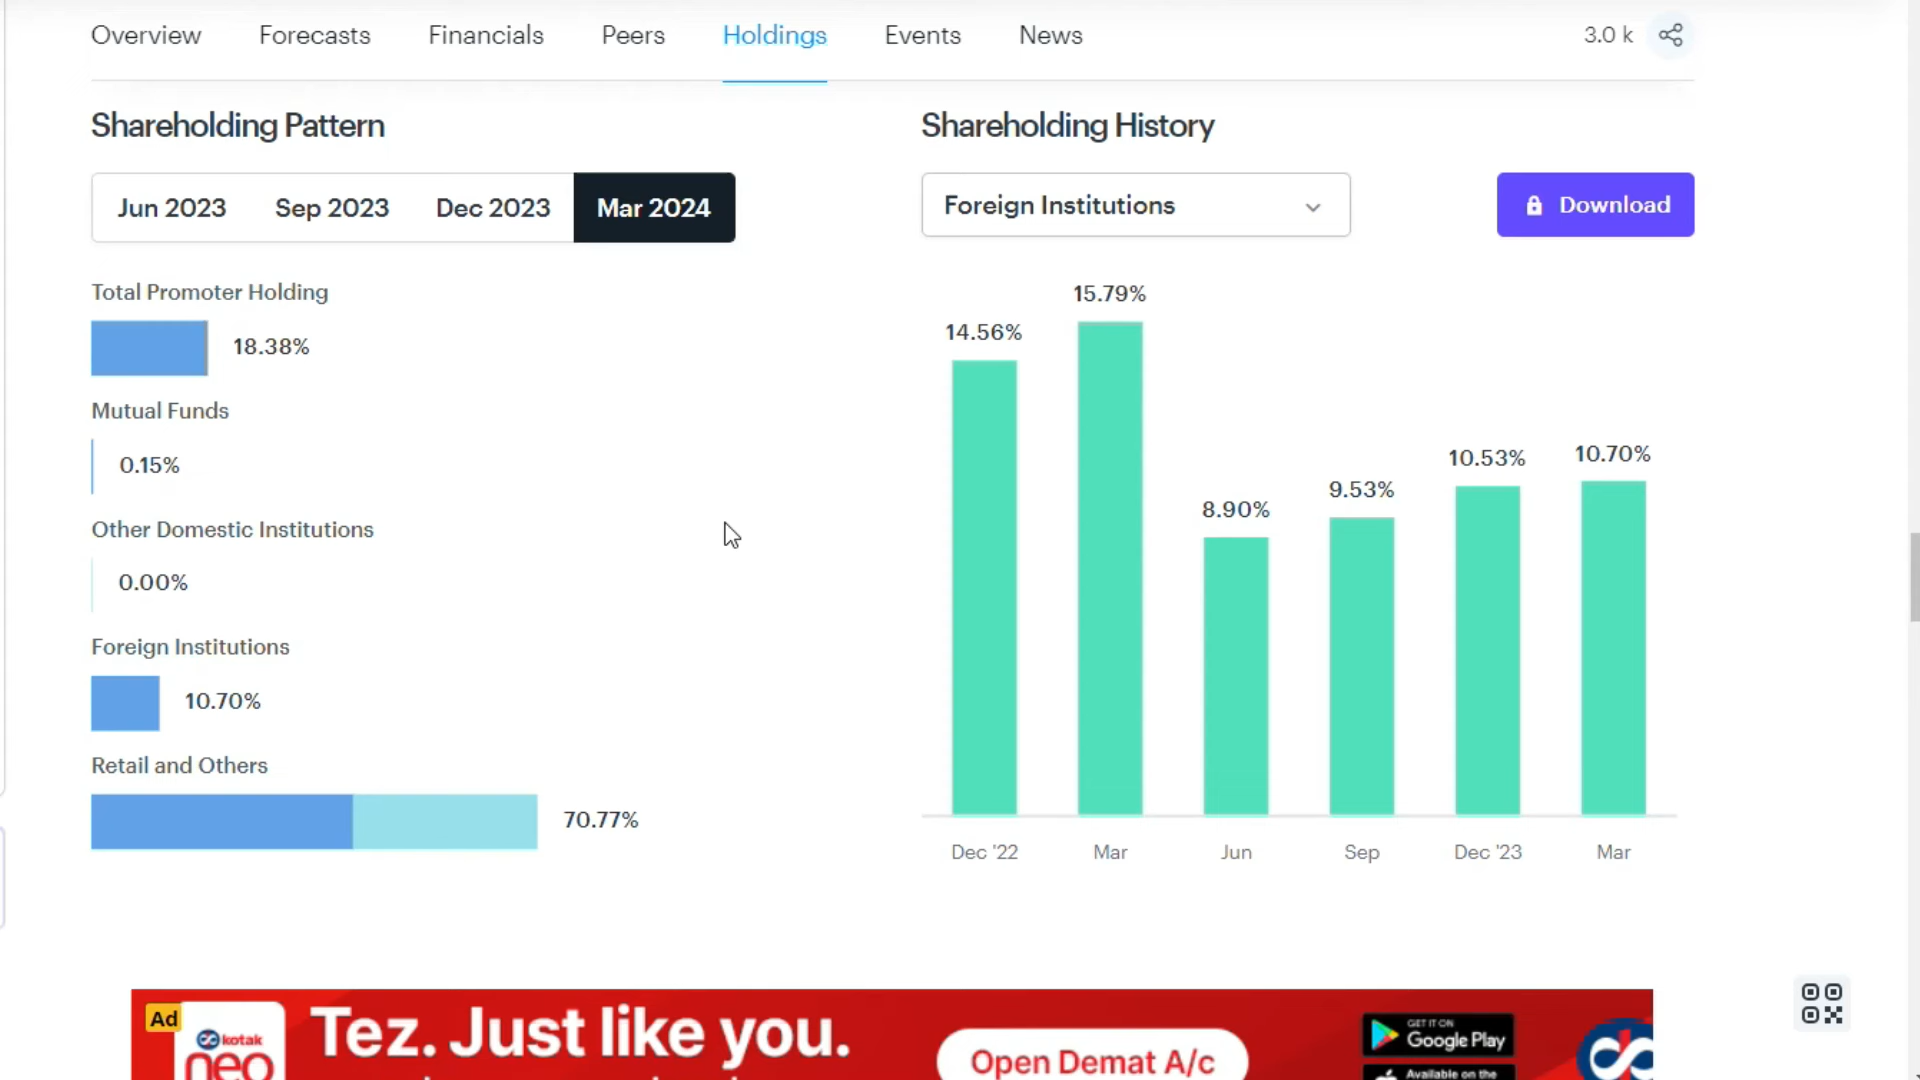 Overview Forecasts Financials Peers Holdings Events News 3.0 k
Shareholding Pattern
Jun 2023 Sep 2023 Dec 2023 Mar 2024
Total Promoter Holding
18.38%
Mutual Funds
0.15%
Other Domestic Institutions
0.00%
Foreign Institutions
10.70%
Retail and Others
70.77%
Shareholding History
Foreign Institutions
Download
14.56% 15.79% 8.90% 9.53% 10.53% 10.70%
Dec '22 Mar Jun Sep Dec '23 Mar
Ad
kotak
neo
Tez. Just like you.
Open Demat A/c
GET IT ON
Google Play
Available on the